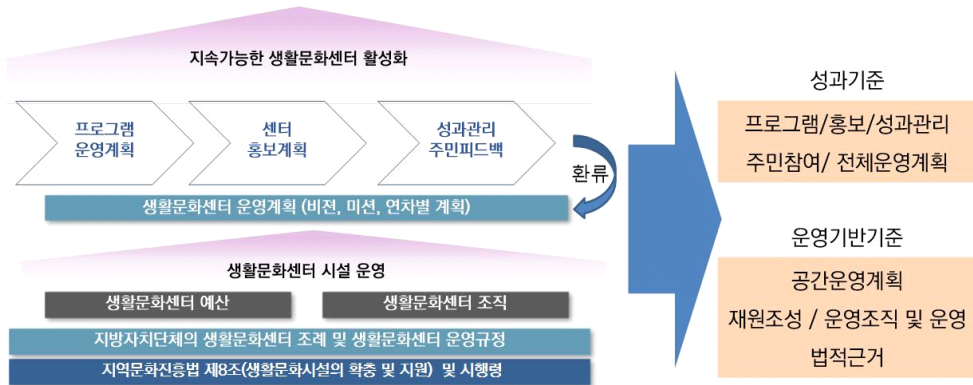 지속가능한 생활문화센터 활성화
프로그램
운영계획
센터
홍보계획
성과관리
주민피드백
환류
생활문화센터 운영계획 (비젼, 미션, 연차별 계획)
생활문화센터 시설 운영
생활문화센터 예산
생활문화센터 조직
지방자치단체의 생활문화센터 조례 및 생활문화센터 운영규정
지역문화진흥법 제8조(생활문화시설의 확충 및 지원) 및 시행령
성과기준
프로그램/홍보/성과관리
주민참여/ 전체운영계획
운영기반기준
공간운영계획
재원조성 / 운영조직 및 운영
법적근거